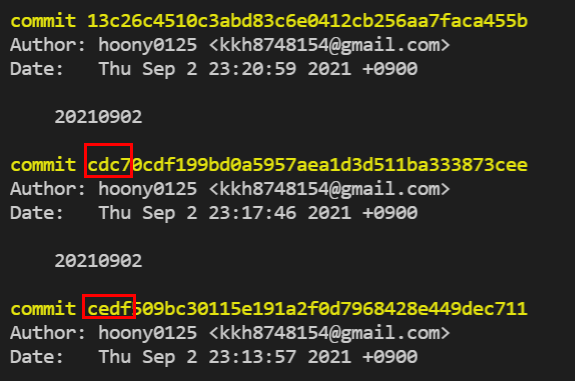 commit 13c26c4510c3abd83c6e0412cb256aa7faca455b
Author: hoony0125 <kkh8748154@gmail.com>
Date:   Thu Sep 2 23:20:59 2021 +0900
20210902
commit cdc70cdf199bd0a5957aea1d3d511ba333873cee
Author: hoony0125 <kkh8748154@gmail.com>
Date:   Thu Sep 2 23:17:46 2021 +0900
20210902
commit cedf509bc30115e191a2f0d7968428e449dec711
Author: hoony0125 <kkh8748154@gmail.com>
Date:   Thu Sep 2 23:13:57 2021 +0900